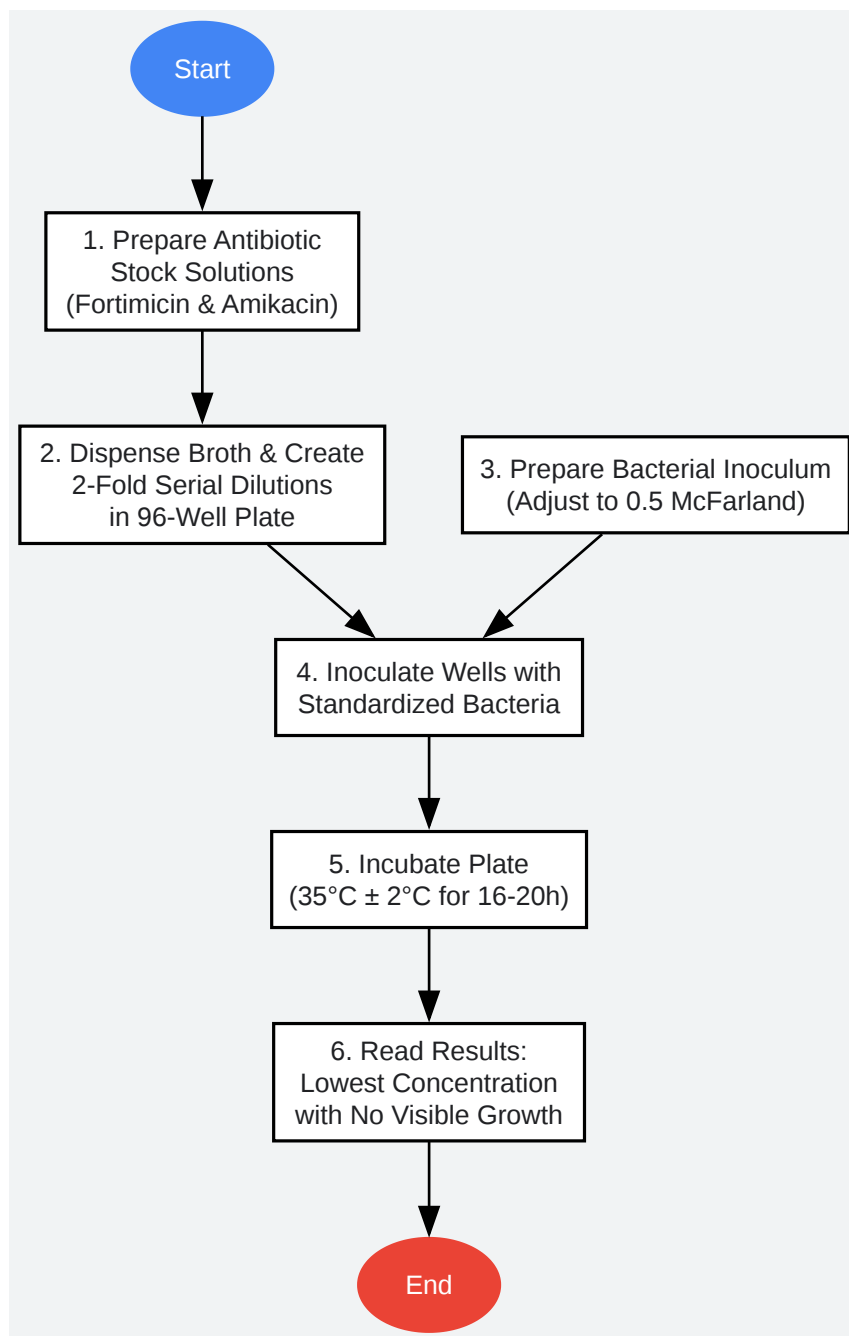 Start
1. Prepare Antibiotic
Stock Solutions
(Fortimicin & Amikacin)
2. Dispense Broth & Create
2-Fold Serial Dilutions
in 96-Well Plate
3. Prepare Bacterial Inoculum
(Adjust to 0.5 McFarland)
4. Inoculate Wells with
Standardized Bacteria
5. Incubate Plate
(35°C ± 2°C for 16-20h)
6. Read Results:
Lowest Concentration
with No Visible Growth
End